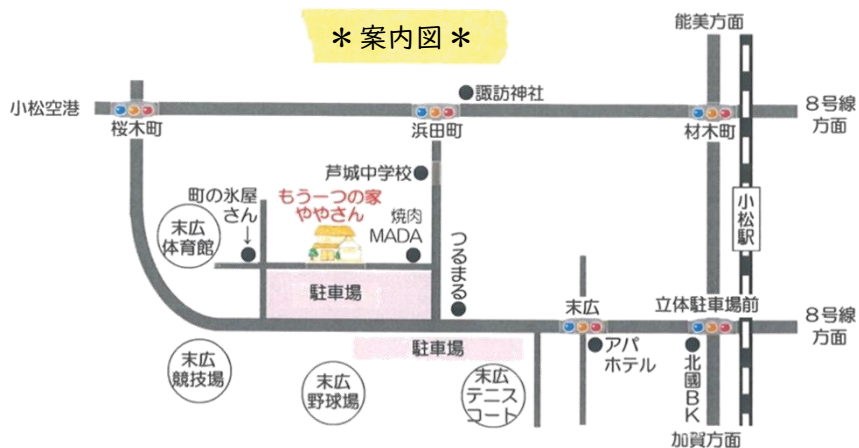 ＊案内図＊
能美方面
小松空港
桜木町
浜田町
諏訪神社
材木町
8号線
方面
芦城中学校
町の氷屋
さん
↓
末広
体育館
もう一つの家
ややさん
焼肉
MADA
つるまる
小松駅
駐車場
末広
立体駐車場前
8号線
方面
駐車場
アパ
ホテル
北國BK
末広
競技場
末広
野球場
末広
テニス
コート
加賀方面